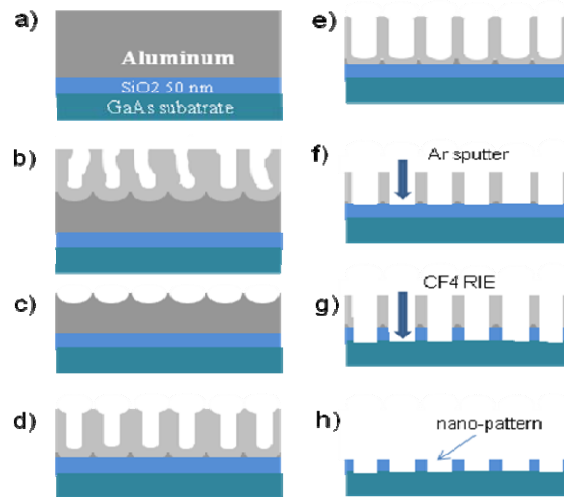 a)
Aluminum
SiO2 50 nm
GaAs subatrate
b)
c)
d)
e)
f)
Ar sputter
g)
CF4 RIE
h)
nano-pattern